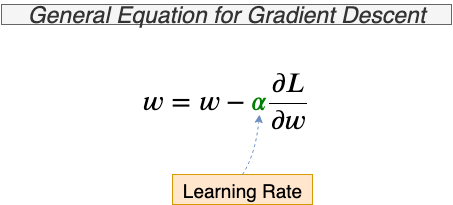 General Equation for Gradient Descent
w = w − α ∂L/∂w
Learning Rate